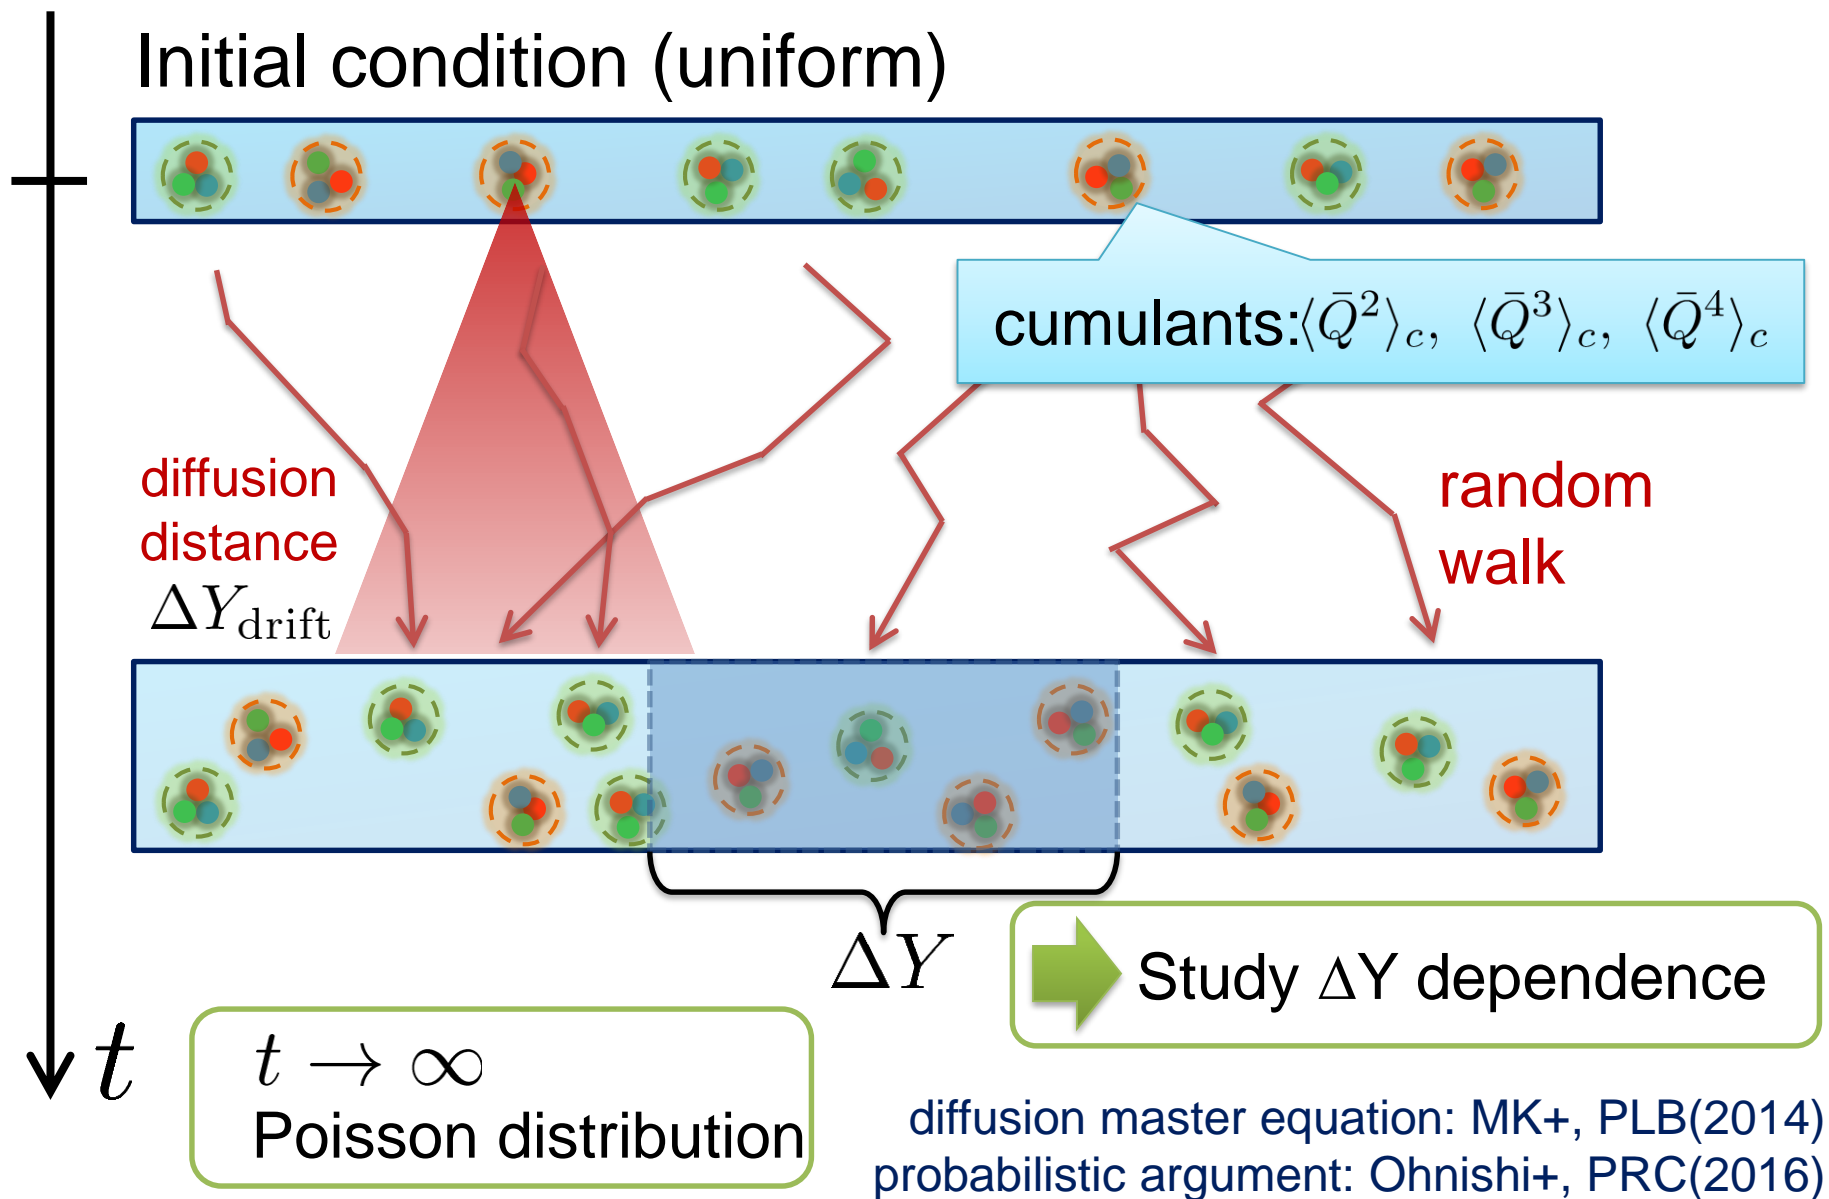 Initial condition (uniform)
cumulants:⟨Q̄²⟩c, ⟨Q̄³⟩c, ⟨Q̄⁴⟩c
diffusion
distance
ΔY_drift
random
walk
ΔY
Study ΔY dependence
t
t → ∞
Poisson distribution
diffusion master equation: MK+, PLB(2014)
probabilistic argument: Ohnishi+, PRC(2016)